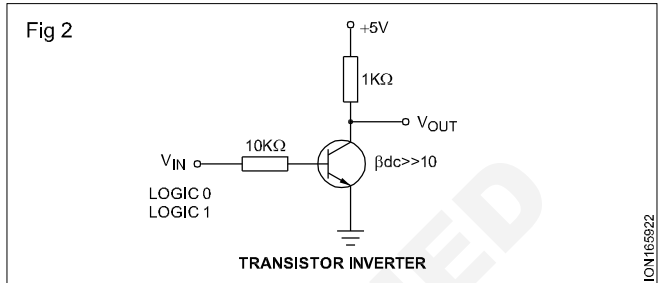 Fig 2
+5V
1KΩ
VOUT
10KΩ
VIN
βdc>>10
LOGIC 0
LOGIC 1
TRANSISTOR INVERTER
ION165922